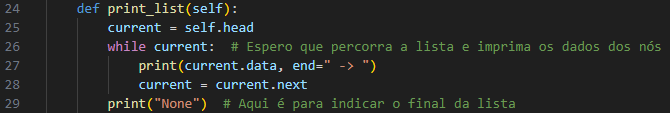 24 def print_list(self):
25 current = self.head
26 while current:  # Espero que percorra a lista e imprima os dados dos nós
27 print(current.data, end=" -> ")
28 current = current.next
29 print("None")  # Aqui é para indicar o final da lista